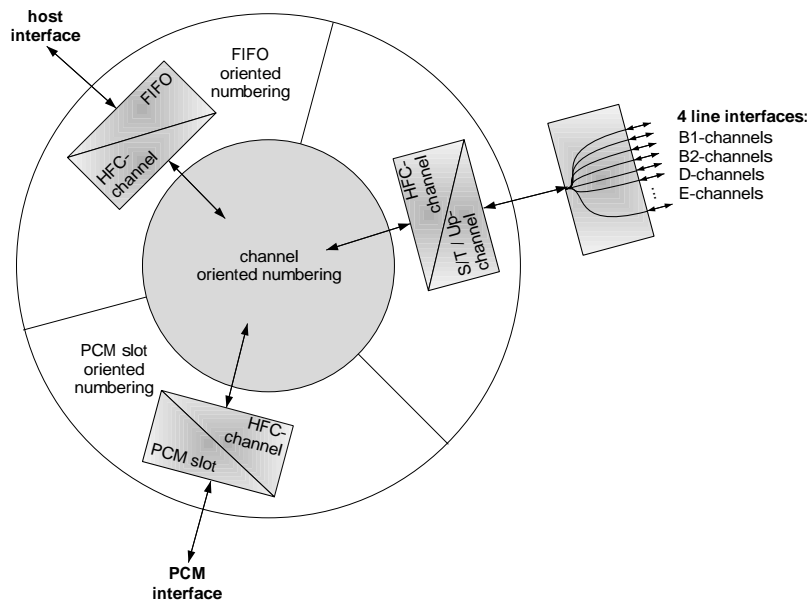 host
interface
FIFO
oriented
numbering
FIFO
HFC-
channel
4 line interfaces:
B1-channels
B2-channels
D-channels
E-channels
...
HFC-
channel
S/T / Up-
channel
channel
oriented numbering
PCM slot
oriented
numbering
HFC-
channel
PCM slot
PCM
interface